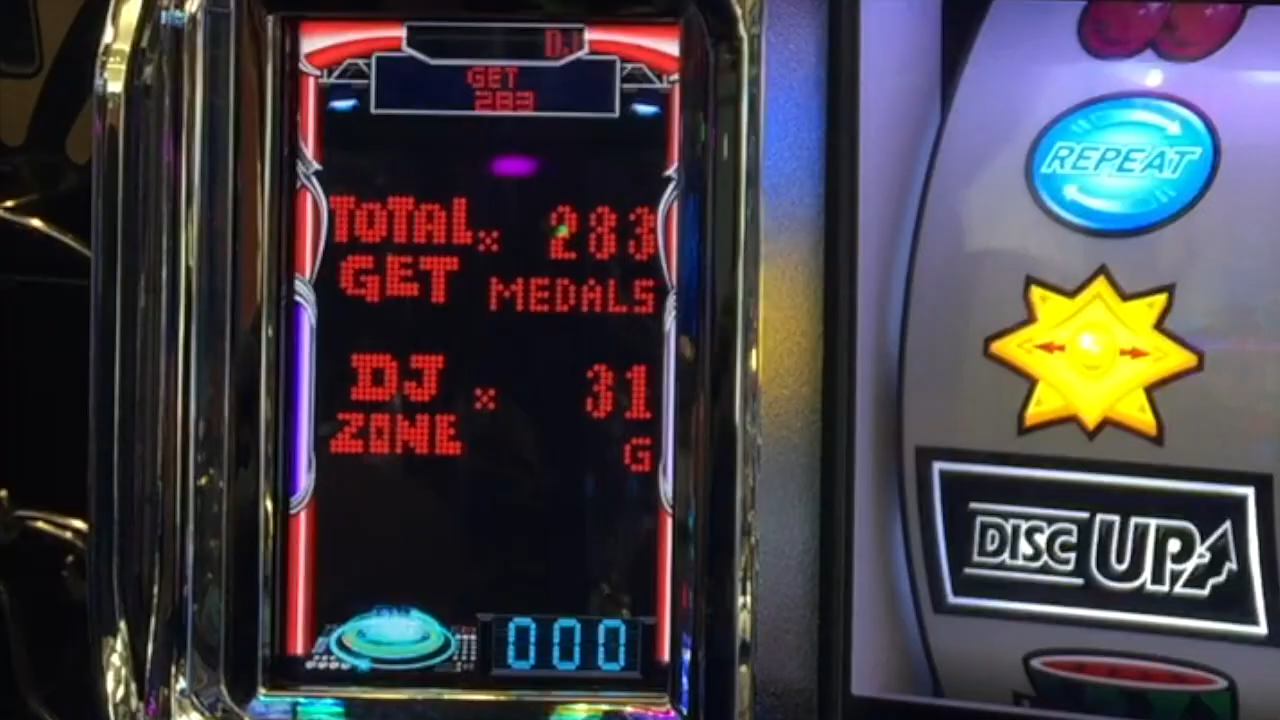 DJ
GET
283
TOTAL × 283
GET MEDALS
DJ × 31
ZONE G
000
REPEAT
DISC UP